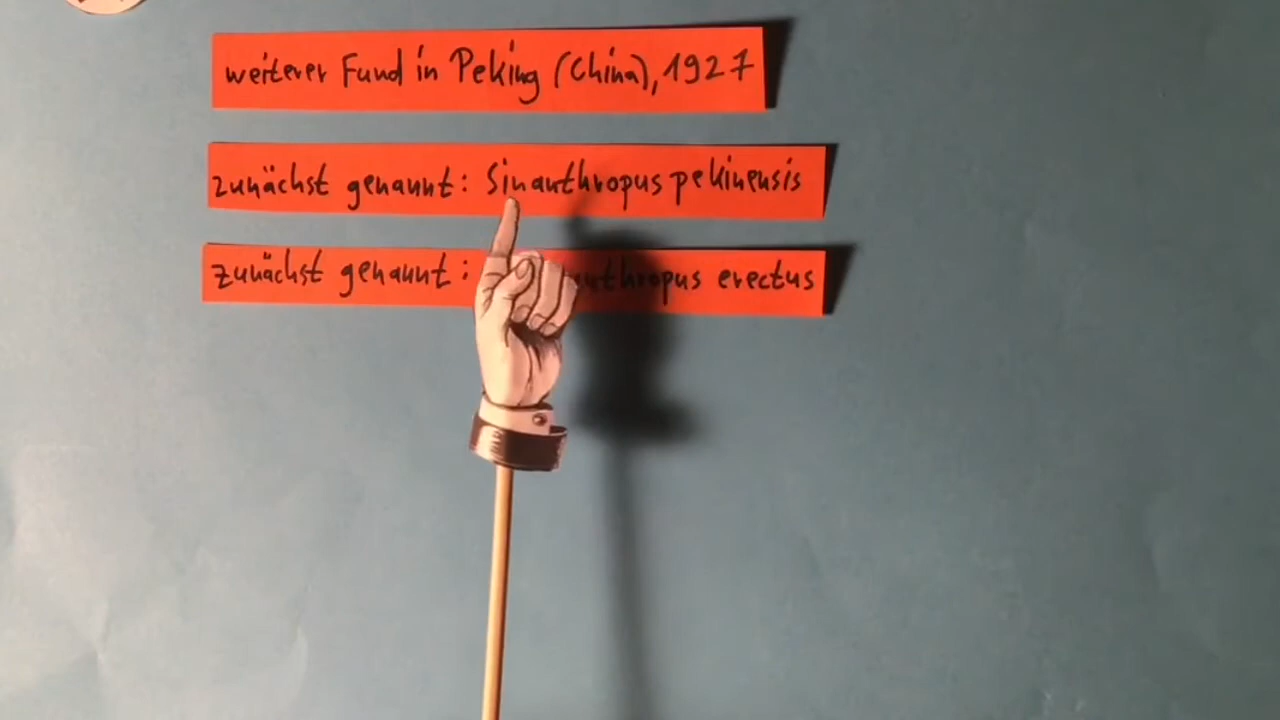 weiterer Fund in Peking (China), 1927
zunächst genannt: Sinanthropus pekinensis
zunächst genannt: erectus